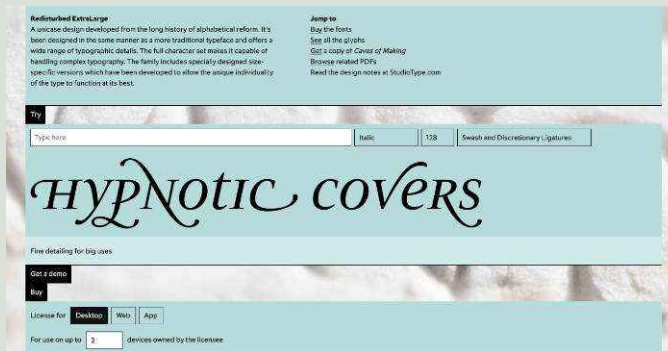 Redisturbed ExtraLarge
A unicase design developed from the long history of alphabetical reform. It's
been designed in the same manner as a more traditional typeface and offers a
wide range of typographic details. The full character set makes it capable of
handling complex typography. The family includes specially designed size-
specific versions which have been developed to allow the unique individuality
of the type to function at its best.
Jump to
Buy the fonts
See all the glyphs
Get a copy of Caves of Making
Browse related PDFs
Read the design notes at StudioType.com
Try
Type here
Italic
128
Swash and Discretionary Ligatures
HYPNOTIC COVERS
Fine detailing for big uses
Get a demo
Buy
License for
Desktop
Web
App
For use on up to 2 devices owned by the licensee